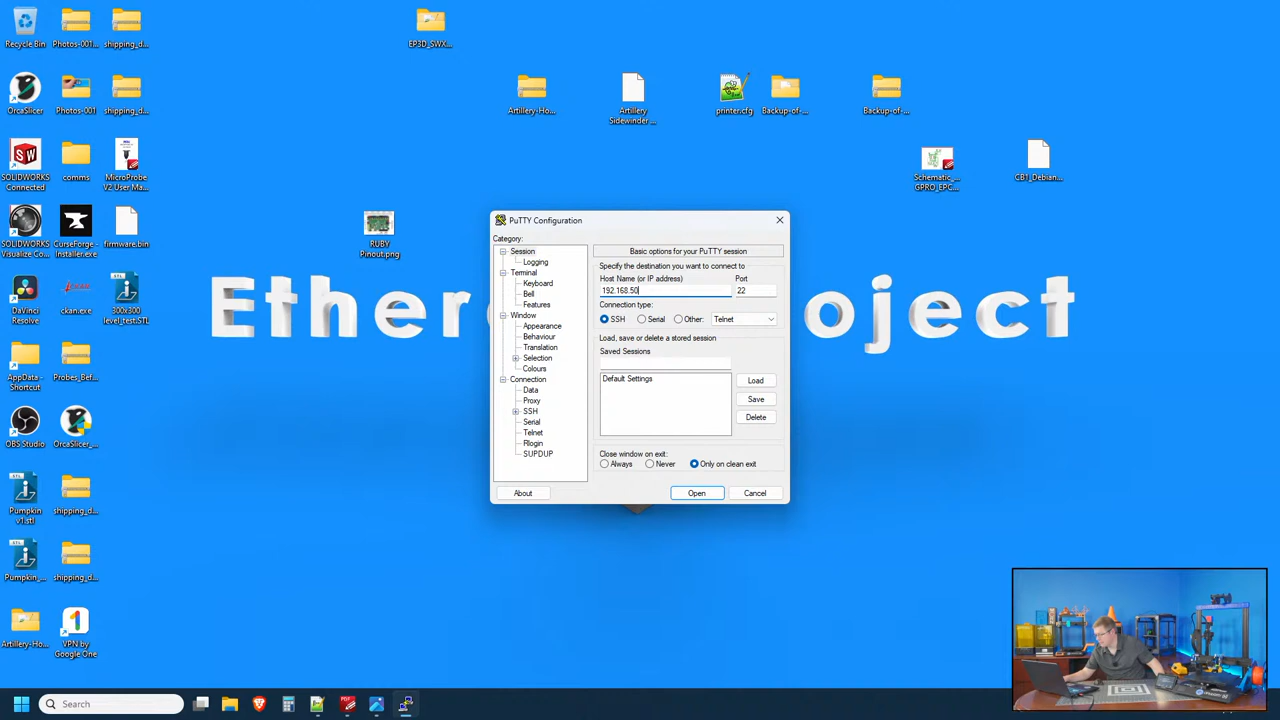 Recycle Bin
Photos-001...
shipping_d...
EP3D_SWX...
OrcaSlicer
Photos-001
shipping_d...
Artillery-Ho...
Artillery
Sidewinder ...
printer.cfg
Backup-of-...
Backup-of-...
SOLIDWORKS
Connected
comms
MicroProbe
V2 User Ma...
Schematic_...
GPRO_EPC...
CB1_Debian...
SOLIDWORKS
Visualize Co...
CurseForge -
Installer.exe
firmware.bin
RUBY
Pinout.png
DaVinci
Resolve
ckan.exe
300x300
level_test.STL
Ether
oject
AppData -
Shortcut
Probes_Bef...
OBS Studio
OrcaSlicer_...
Pumpkin
v1.stl
shipping_d...
Pumpkin_...
shipping_d...
Artillery-Ho...
VPN by
Google One
PuTTY Configuration
Category:
Session
Logging
Terminal
Keyboard
Bell
Features
Window
Appearance
Behaviour
Translation
Selection
Colours
Connection
Data
Proxy
SSH
Serial
Telnet
Rlogin
SUPDUP
Basic options for your PuTTY session
Specify the destination you want to connect to
Host Name (or IP address) Port
192.168.50 22
Connection type:
SSH Serial Other: Telnet
Load, save or delete a stored session
Saved Sessions
Default Settings
Load
Save
Delete
Close window on exit:
Always Never Only on clean exit
About Open Cancel
Search